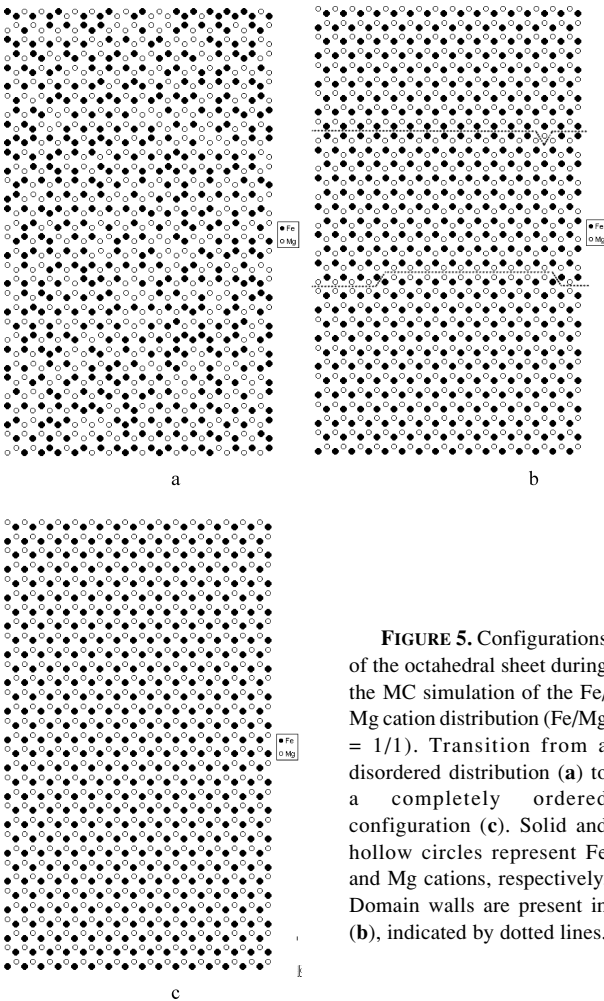 Fe
Mg
a
Fe
Mg
b
Fe
Mg
c
FIGURE 5. Configurations
of the octahedral sheet during
the MC simulation of the Fe/
Mg cation distribution (Fe/Mg
= 1/1). Transition from a
disordered distribution (a) to
a completely ordered
configuration (c). Solid and
hollow circles represent Fe
and Mg cations, respectively.
Domain walls are present in
(b), indicated by dotted lines.